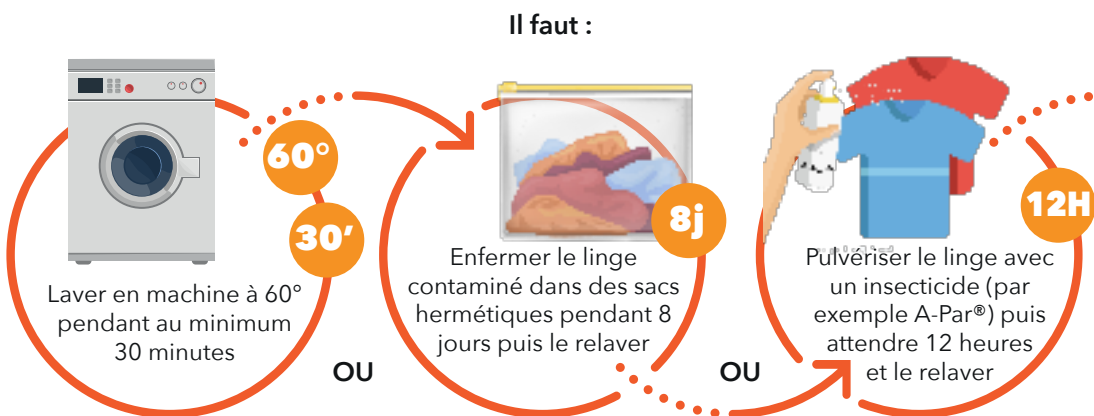 Il faut :
60°
30’
Laver en machine à 60°
pendant au minimum
30 minutes
OU
8j
Enfermer le linge
contaminé dans des sacs
hermétiques pendant 8
jours puis le relaver
OU
12H
Pulvériser le linge avec
un insecticide (par
exemple A-Par®) puis
attendre 12 heures
et le relaver